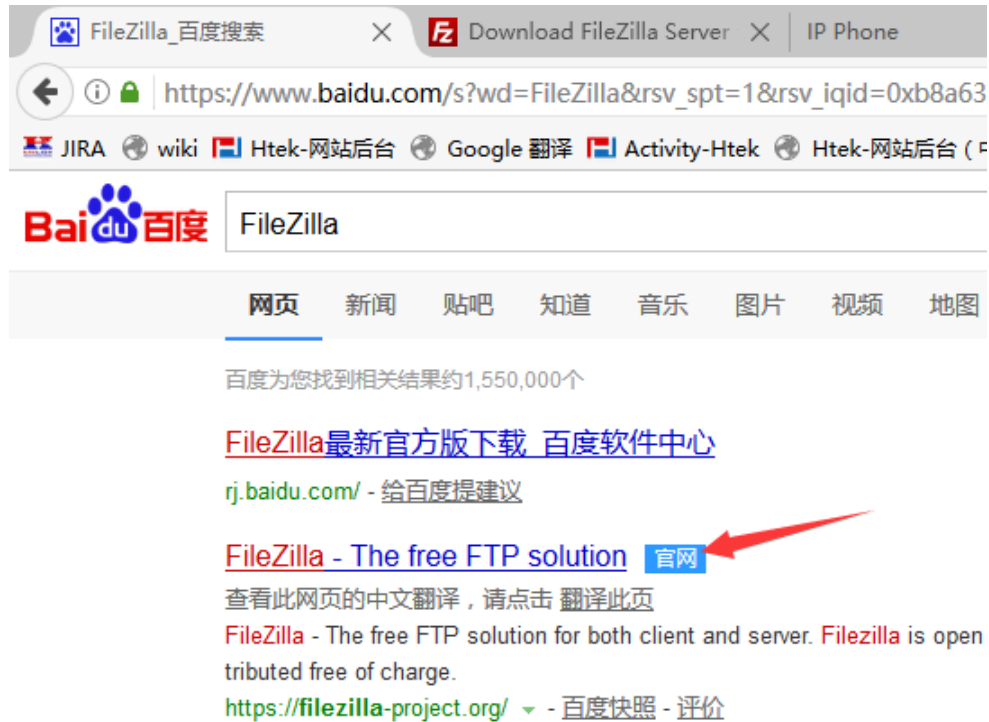 FileZilla_百度搜索 Download FileZilla Server IP Phone
https://www.baidu.com/s?wd=FileZilla&rsv_spt=1&rsv_iqid=0xb8a63
JIRA wiki Htek-网站后台 Google 翻译 Activity-Htek Htek-网站后台 (
Bai du 百度 FileZilla
网页 新闻 贴吧 知道 音乐 图片 视频 地图
百度为您找到相关结果约1,550,000个
FileZilla最新官方版下载_百度软件中心
rj.baidu.com/ - 给百度提建议
FileZilla - The free FTP solution 官网
查看此网页的中文翻译，请点击 翻译此页
FileZilla - The free FTP solution for both client and server. Filezilla is open
tributed free of charge.
https://filezilla-project.org/ - 百度快照 - 评价